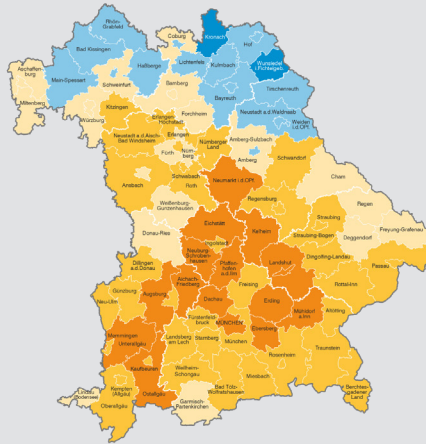 Rhön-
Grabfeld
Coburg
Kronach
Hof
Bad Kissingen
Lichtenfels
Kulmbach
Wunsiedel
i.Fichtelgeb.
Aschaffen-
burg
Main-Spessart
Haßberge
Schweinfurt
Bamberg
Bayreuth
Tirschenreuth
Miltenberg
Würzburg
Kitzingen
Forchheim
Neustadt a.d.Waldnaab
Weiden
i.d.OPf.
Erlangen-
Höchstadt
Neustadt a.d.Aisch-
Bad Windsheim
Erlangen
Nürnberger
Land
Amberg-Sulzbach
Fürth
Nürn-
berg
Amberg
Schwandorf
Ansbach
Schwabach
Roth
Neumarkt i.d.OPf.
Cham
Weißenburg-
Gunzenhausen
Regensburg
Regen
Eichstätt
Kelheim
Straubing
Straubing-Bogen
Freyung-Grafenau
Deggendorf
Donau-Ries
Ingolstadt
Neuburg-
Schroben-
hausen
Dingolfing-Landau
Passau
Dillingen
a.d.Donau
Pfaffen-
hofen
a.d.Ilm
Landshut
Aichach-
Friedberg
Rottal-Inn
Günzburg
Augsburg
Freising
Neu-Ulm
Dachau
Erding
Mühldorf
a.Inn
Altötting
Fürstenfeld-
bruck
MÜNCHEN
Ebersberg
Memmingen
Unterallgäu
Landsberg
am Lech
Starnberg
München
Rosenheim
Traunstein
Kaufbeuren
Weilheim-
Schongau
Miesbach
Kempten
(Allgäu)
Bad Tölz-
Wolfratshausen
Berchtes-
gadener
Land
Lindau
(Bodensee)
Oberallgäu
Ostallgäu
Garmisch-
Partenkirchen